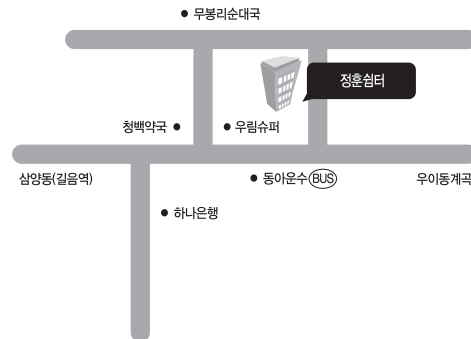 무봉리순대국
정훈쉼터
청백약국
우림슈퍼
삼양동(길음역)
동아운수 BUS
우이동계곡
하나은행